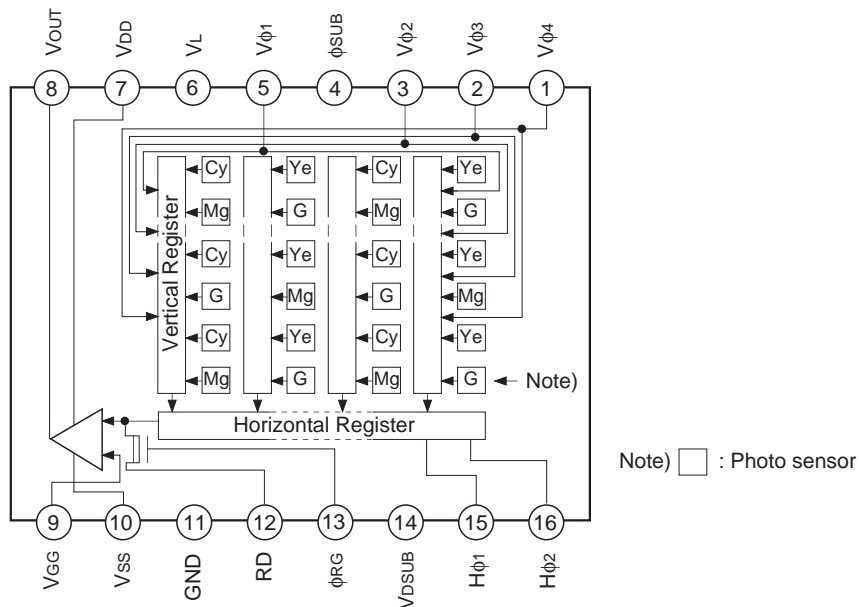 VOUT VDD VL Vφ1 φSUB Vφ2 Vφ3 Vφ4
8 7 6 5 4 3 2 1
Vertical Register
Cy Ye Cy Ye
Mg G Mg G
Cy Ye Cy Ye
G Mg G Mg
Cy Ye Cy Ye
Mg G Mg G Note)
Horizontal Register
Note) : Photo sensor
9 10 11 12 13 14 15 16
VGG VSS GND RD φRG VDSUB Hφ1 Hφ2